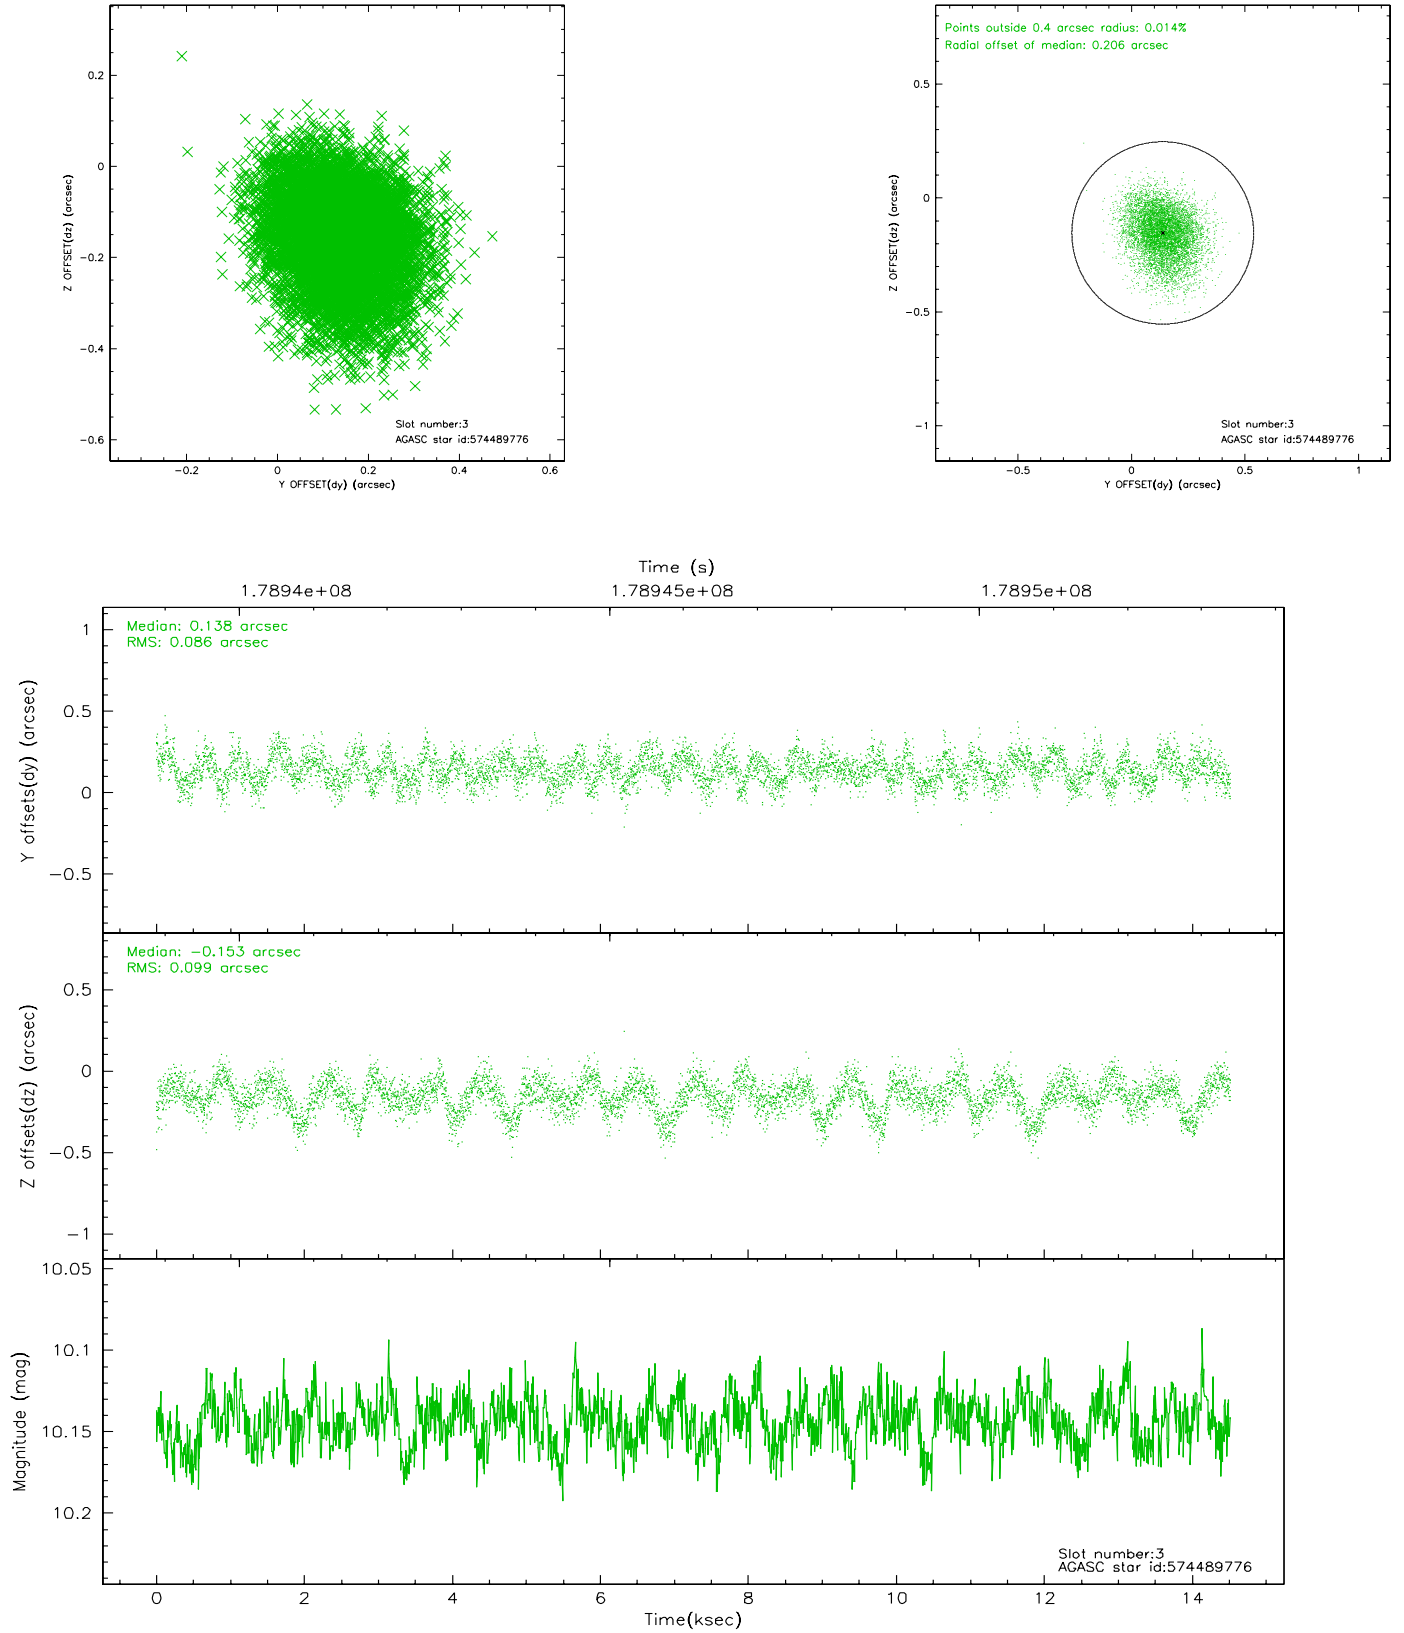 0.2
0
−0.2
−0.4
−0.6
Z OFFSET(dz) (arcsec)
Slot number:3
AGASC star id:574489776
−0.2
0
0.2
0.4
0.6
Y OFFSET(dy) (arcsec)
Points outside 0.4 arcsec radius: 0.014%
Radial offset of median: 0.206 arcsec
0.5
0
−0.5
−1
Z OFFSET(dz) (arcsec)
Slot number:3
AGASC star id:574489776
−0.5
0
0.5
1
Y OFFSET(dy) (arcsec)
Time (s)
1.7894e+08
1.78945e+08
1.7895e+08
Median: 0.138 arcsec
RMS: 0.086 arcsec
1
0.5
0
−0.5
Y offsets(dy) (arcsec)
Median: −0.153 arcsec
RMS: 0.099 arcsec
0.5
0
−0.5
−1
Z offsets(dz) (arcsec)
10.05
10.1
10.15
10.2
Magnitude (mag)
Slot number:3
AGASC star id:574489776
0
2
4
6
8
10
12
14
Time(ksec)